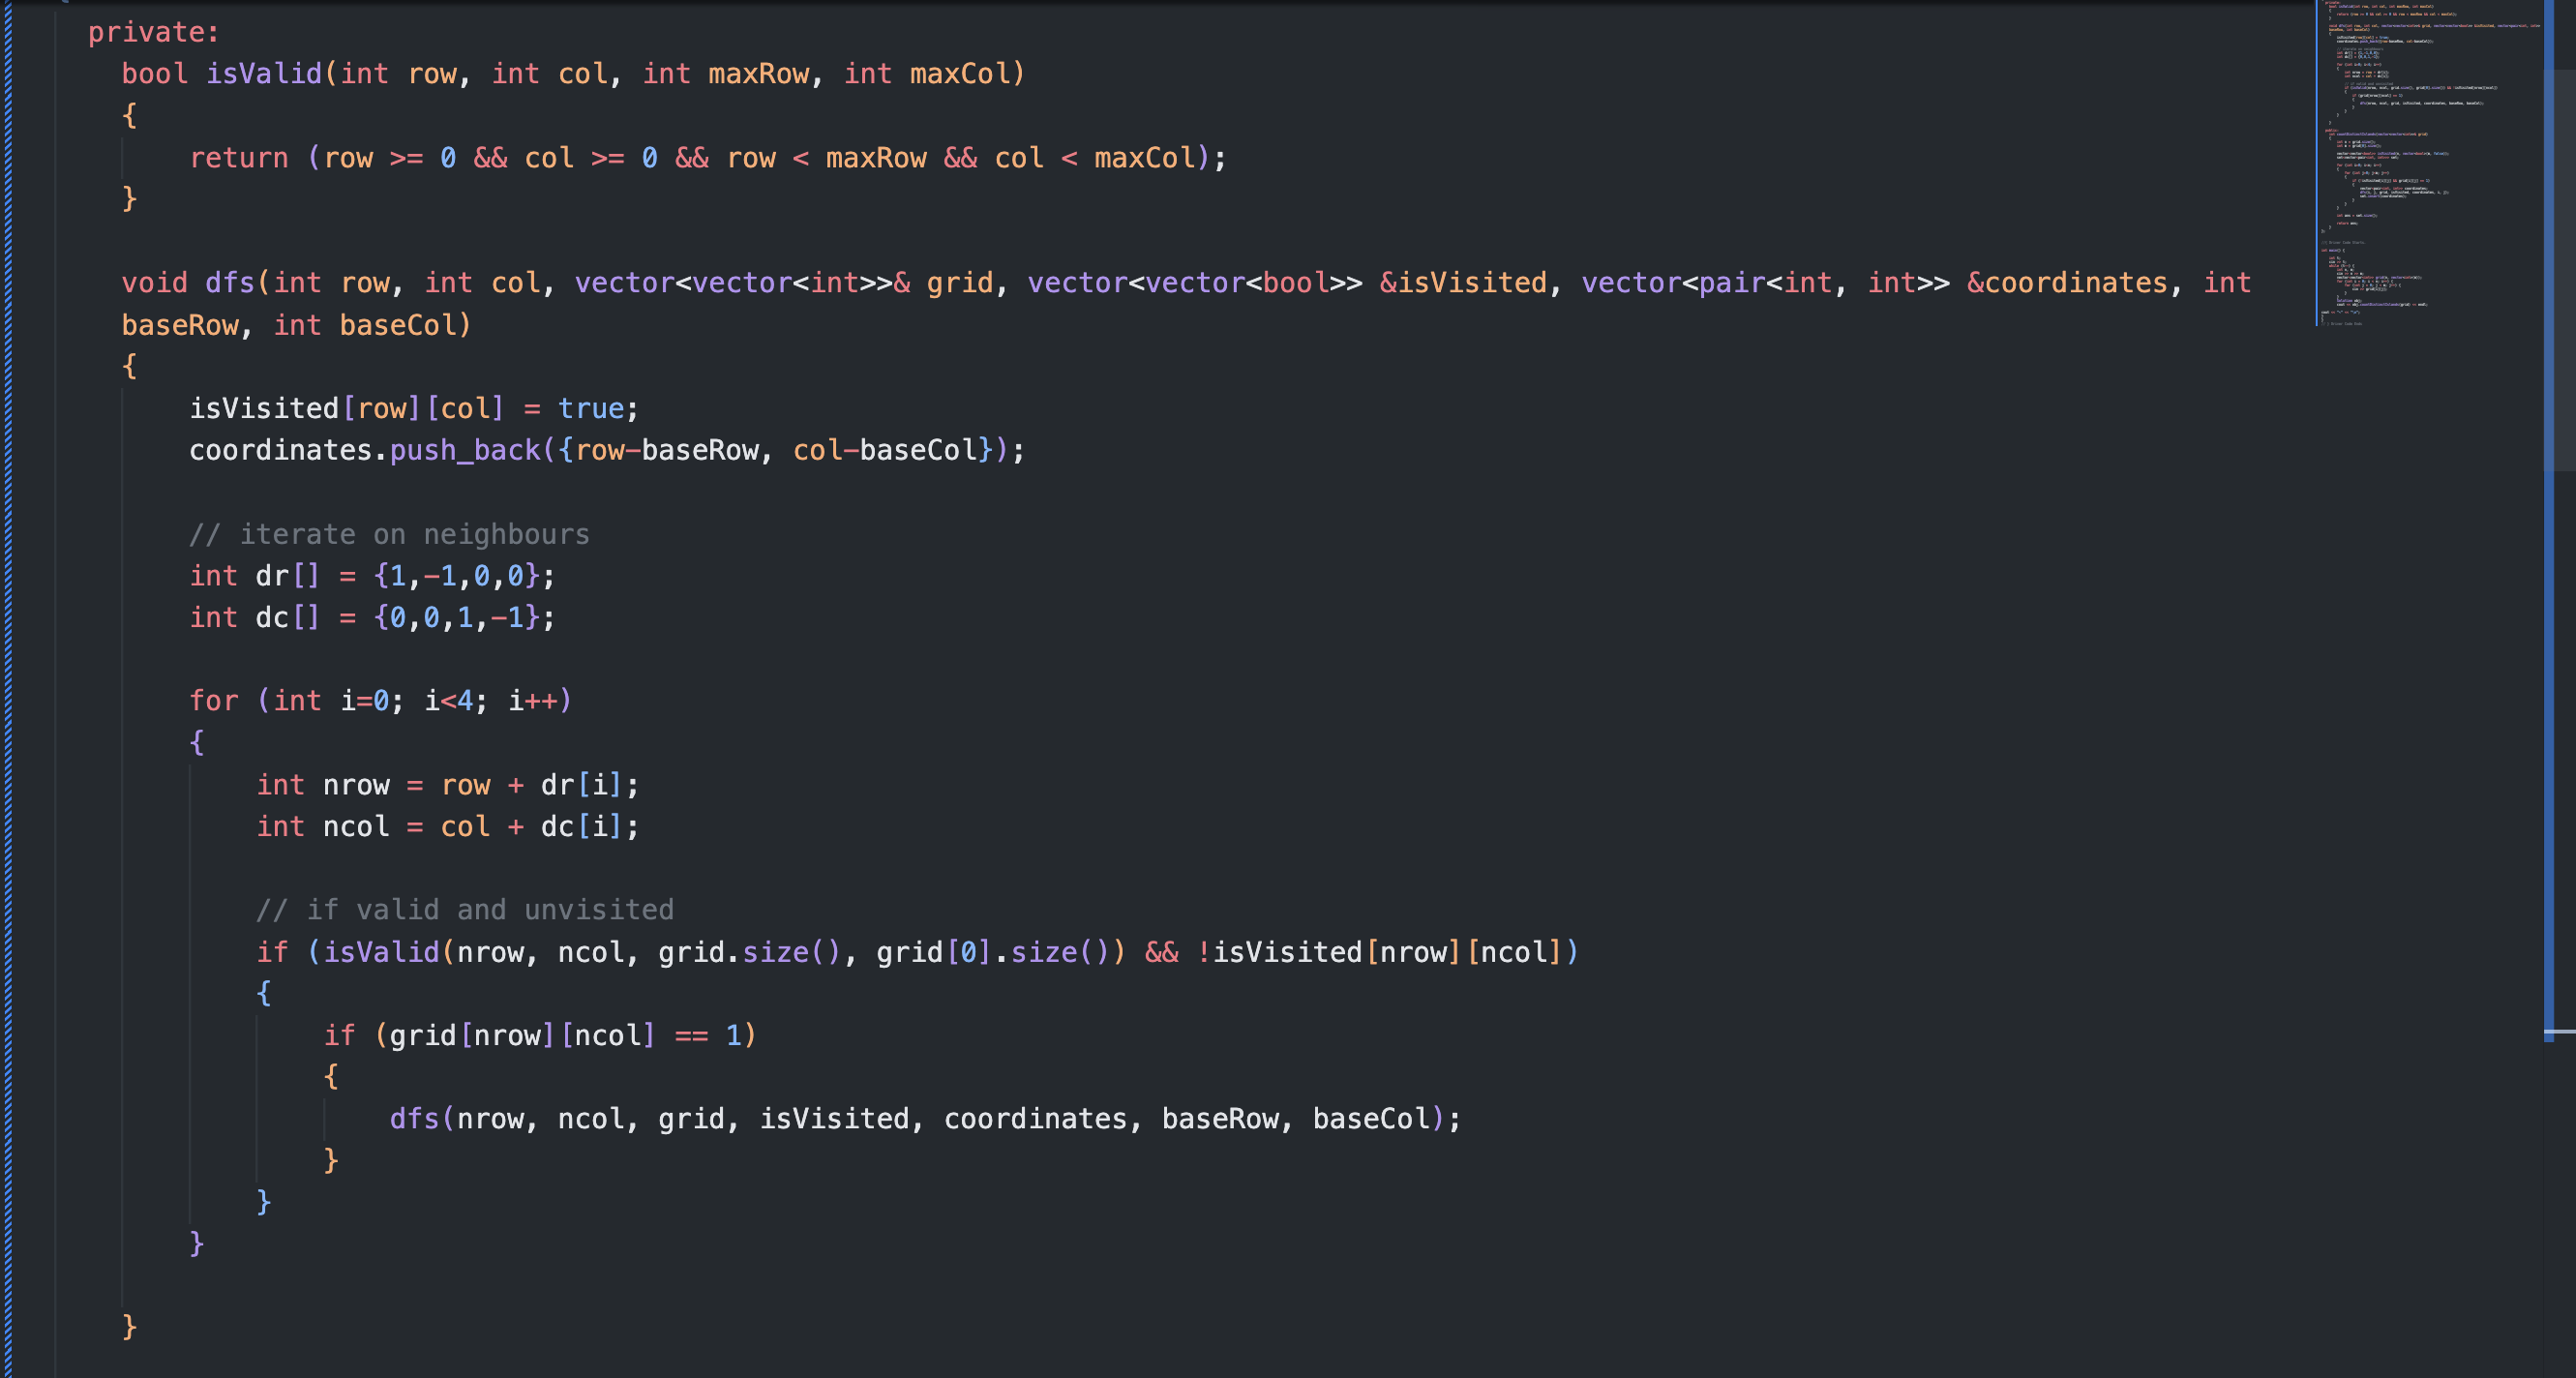 private:
bool isValid(int row, int col, int maxRow, int maxCol)
{
return (row >= 0 && col >= 0 && row < maxRow && col < maxCol);
}
void dfs(int row, int col, vector<vector<int>>& grid, vector<vector<bool>> &isVisited, vector<pair<int, int>> &coordinates, int
baseRow, int baseCol)
{
isVisited[row][col] = true;
coordinates.push_back({row-baseRow, col-baseCol});
// iterate on neighbours
int dr[] = {1,-1,0,0};
int dc[] = {0,0,1,-1};
for (int i=0; i<4; i++)
{
int nrow = row + dr[i];
int ncol = col + dc[i];
// if valid and unvisited
if (isValid(nrow, ncol, grid.size(), grid[0].size()) && !isVisited[nrow][ncol])
{
if (grid[nrow][ncol] == 1)
{
dfs(nrow, ncol, grid, isVisited, coordinates, baseRow, baseCol);
}
}
}
}